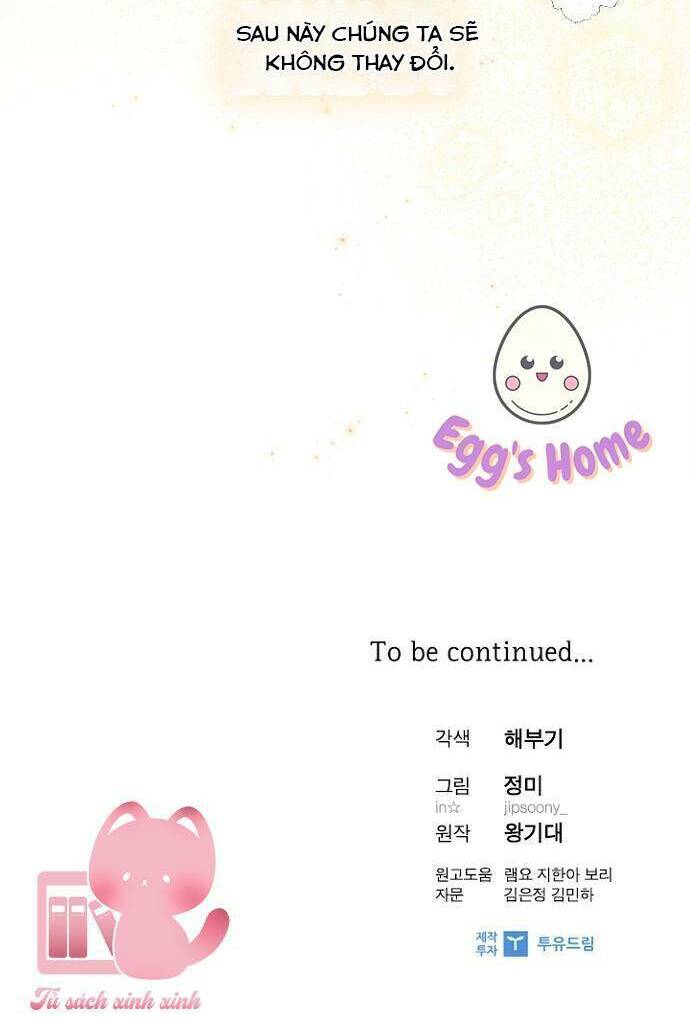 SAU NÀY CHÚNG TA SẼ
KHÔNG THAY ĐỔI.
Egg's Home
To be continued...
각색 해부기
그림 정미
in☆ jipsoony_
원작 왕기대
원고도움 램요 지한아 보리
자문 김은정 김민하
제작
투자 투유드림
Tủ sách xinh xinh